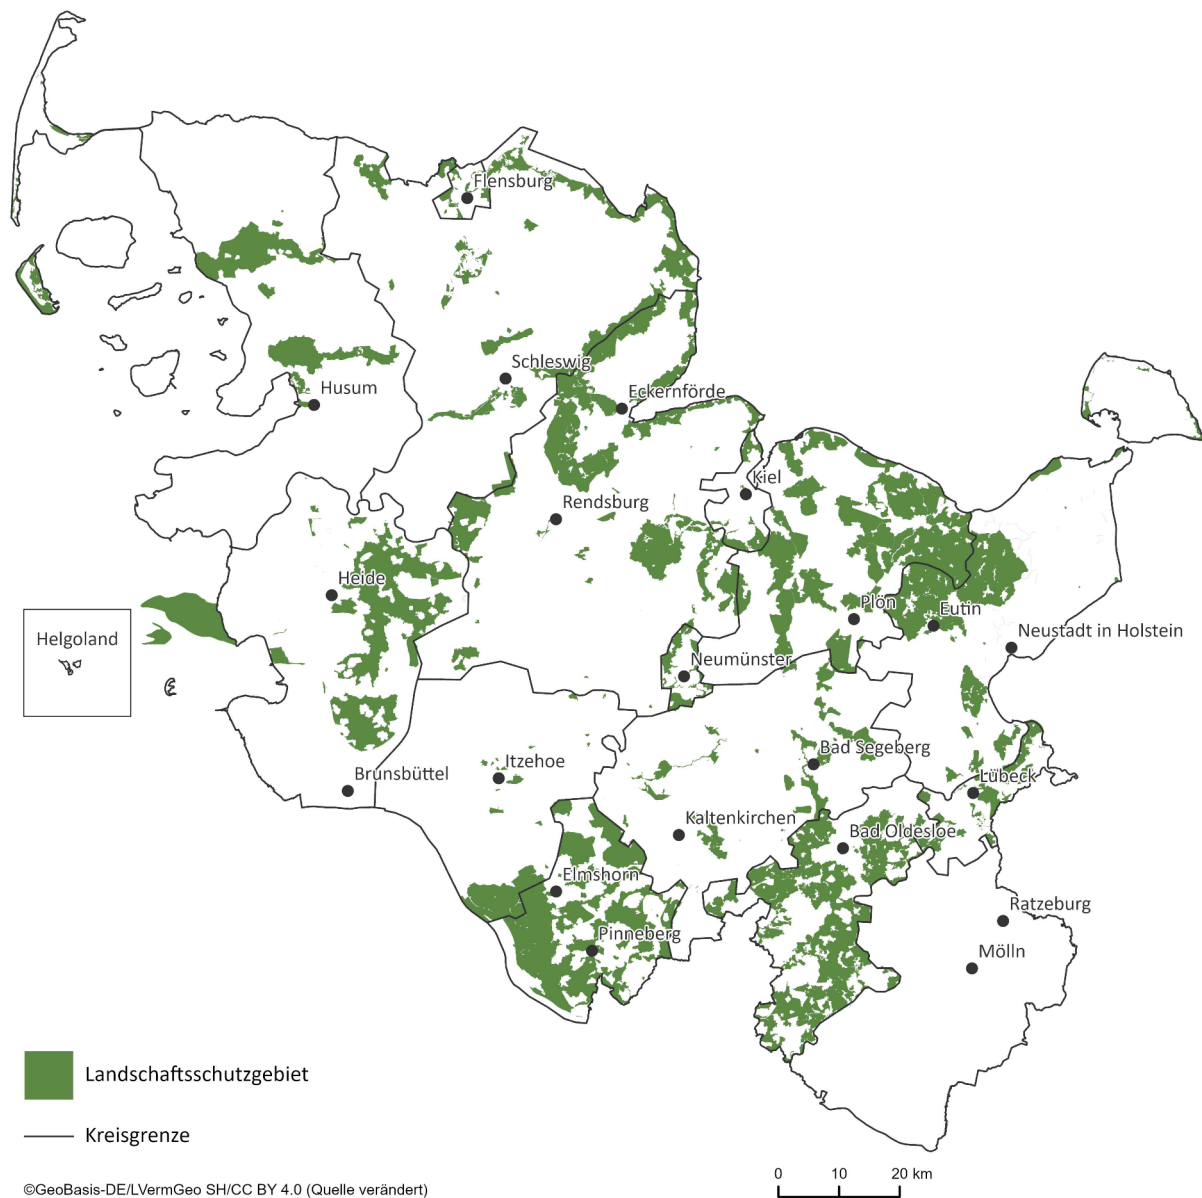 Flensburg
Schleswig
Husum
Eckernförde
Kiel
Rendsburg
Heide
Plön
Eutin
Helgoland
Neustadt in Holstein
Neumünster
Bad Segeberg
Itzehoe
Brunsbüttel
Lübeck
Kaltenkirchen
Bad Oldesloe
Elmshorn
Ratzeburg
Pinneberg
Mölln
Landschaftsschutzgebiet
Kreisgrenze
0 10 20 km
©GeoBasis-DE/LVermGeo SH/CC BY 4.0 (Quelle verändert)